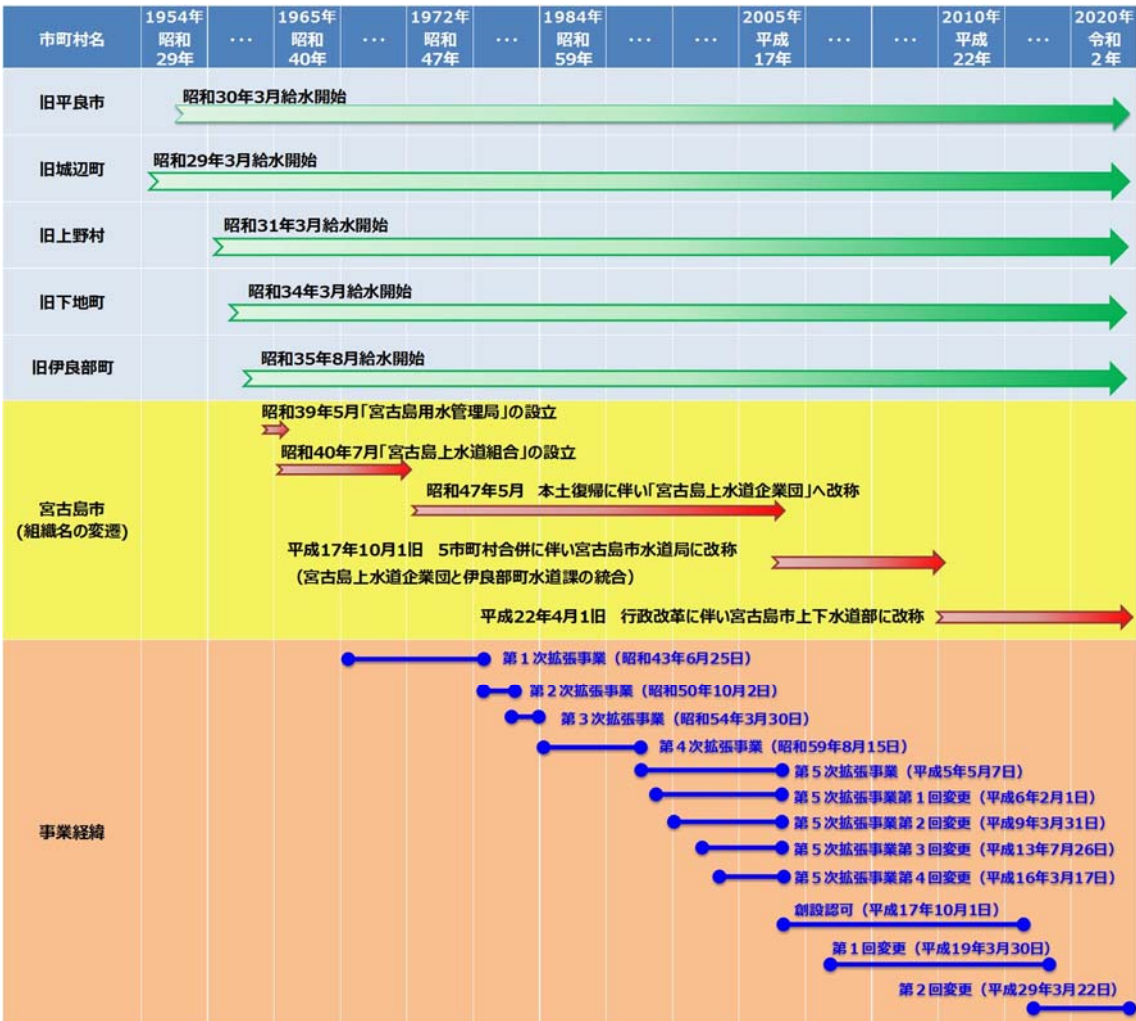 市町村名
1954年
昭和
29年
・・・
1965年
昭和
40年
・・・
1972年
昭和
47年
・・・
1984年
昭和
59年
・・・
・・・
2005年
平成
17年
・・・
・・・
2010年
平成
22年
・・・
2020年
令和
2年
旧平良市
昭和30年3月給水開始
旧城辺町
昭和29年3月給水開始
旧上野村
昭和31年3月給水開始
旧下地町
昭和34年3月給水開始
旧伊良部町
昭和35年8月給水開始
宮古島市
(組織名の変遷)
昭和39年5月「宮古島用水管理局」の設立
昭和40年7月「宮古島上水道組合」の設立
昭和47年5月 本土復帰に伴い「宮古島上水道企業団」へ改称
平成17年10月1旧 5市町村合併に伴い宮古島市水道局に改称
（宮古島上水道企業団と伊良部町水道課の統合）
平成22年4月1旧 行政改革に伴い宮古島市上下水道部に改称
事業経緯
第1次拡張事業（昭和43年6月25日）
第2次拡張事業（昭和50年10月2日）
第3次拡張事業（昭和54年3月30日）
第4次拡張事業（昭和59年8月15日）
第5次拡張事業（平成5年5月7日）
第5次拡張事業第1回変更（平成6年2月1日）
第5次拡張事業第2回変更（平成9年3月31日）
第5次拡張事業第3回変更（平成13年7月26日）
第5次拡張事業第4回変更（平成16年3月17日）
創設認可（平成17年10月1日）
第1回変更（平成19年3月30日）
第2回変更（平成29年3月22日）